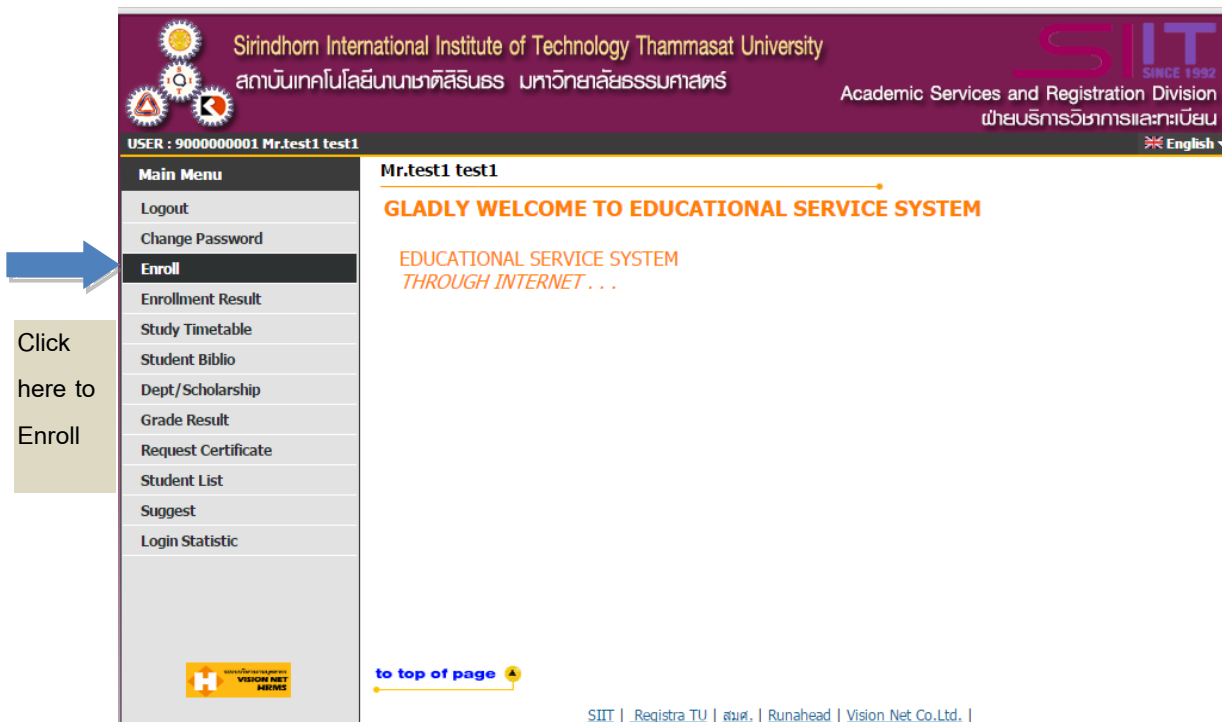 Sirindhorn International Institute of Technology Thammasat University
สถาบันเทคโนโลยีนานาชาติสิรินธร มหาวิทยาลัยธรรมศาสตร์
SIIT
SINCE 1992
Academic Services and Registration Division
ฝ่ายบริการวิชาการและทะเบียน
USER : 9000000001 Mr.test1 test1
English
Main Menu
Logout
Change Password
Enroll
Enrollment Result
Study Timetable
Student Biblio
Dept/Scholarship
Grade Result
Request Certificate
Student List
Suggest
Login Statistic
Click
here to
Enroll
Mr.test1 test1
GLADLY WELCOME TO EDUCATIONAL SERVICE SYSTEM
EDUCATIONAL SERVICE SYSTEM
THROUGH INTERNET . . .
H
VISION NET
HRMS
to top of page
SIIT | Registra TU | สมศ. | Runahead | Vision Net Co.Ltd. |